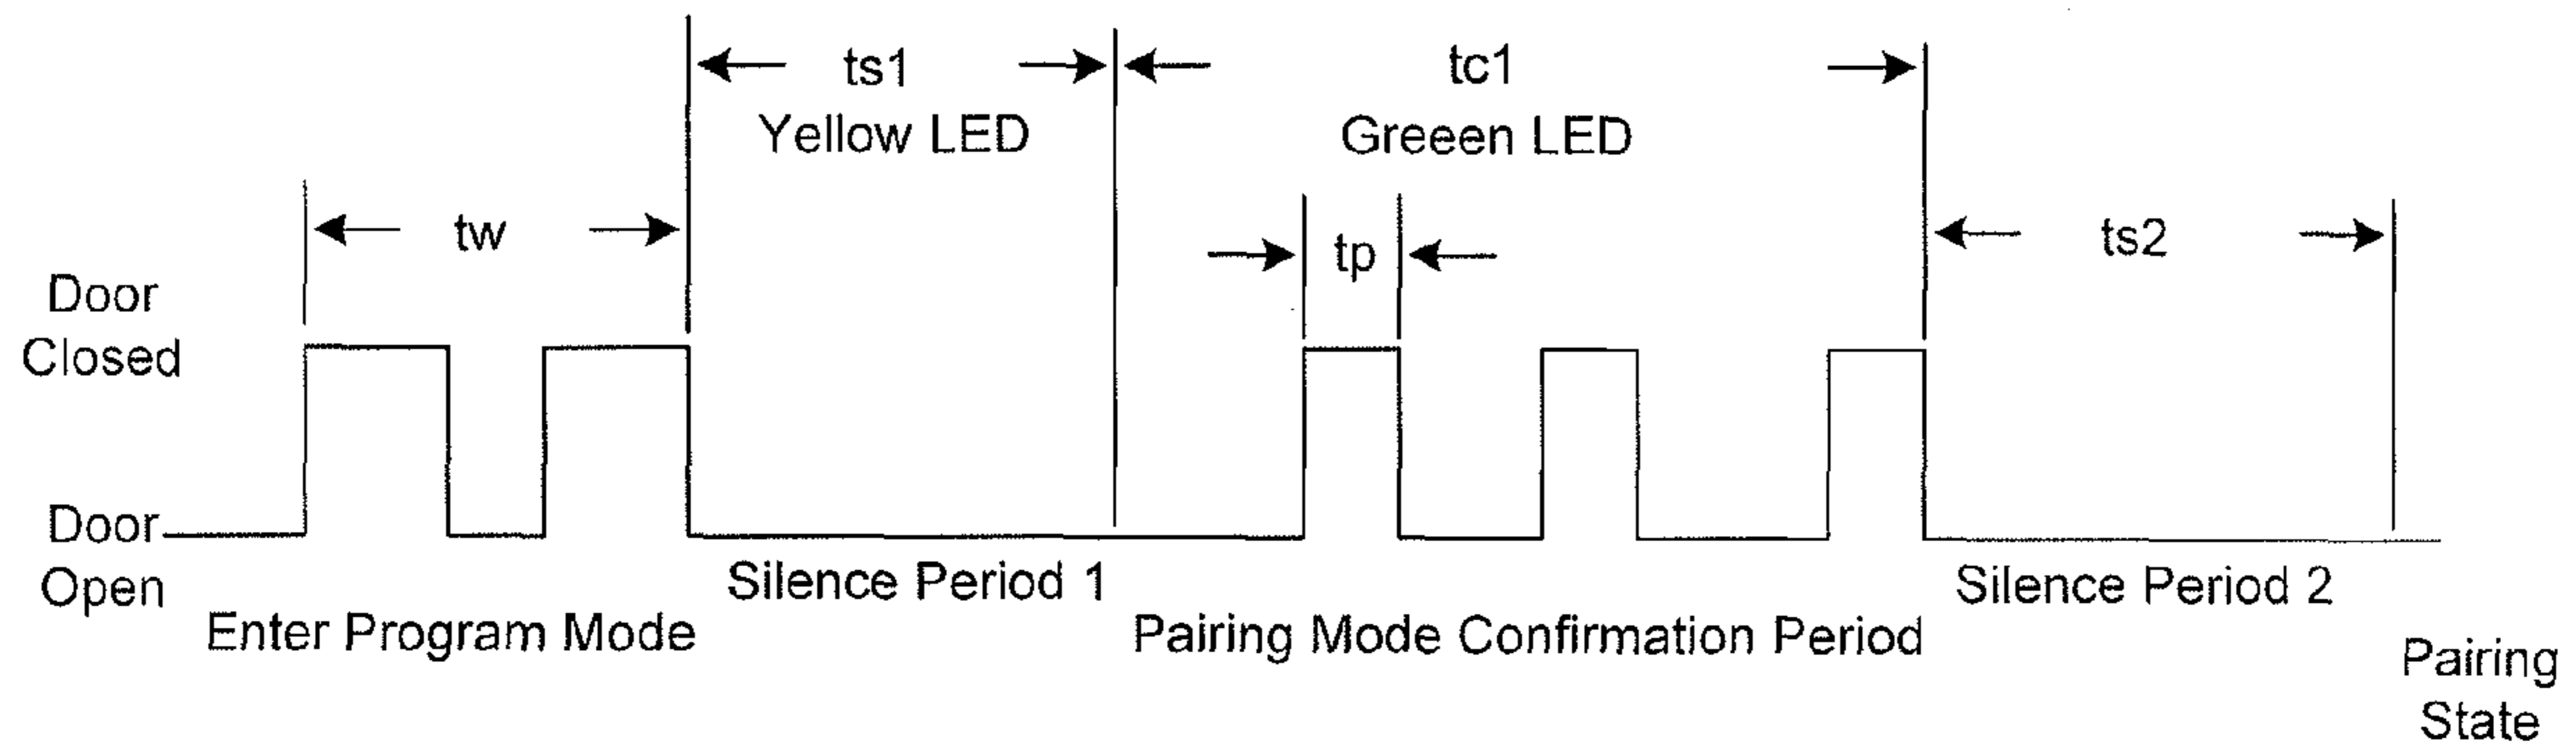 ts1
Yellow LED
tc1
Greeen LED
tw
tp
ts2
Door
Closed
Door
Open
Enter Program Mode
Silence Period 1
Pairing Mode Confirmation Period
Silence Period 2
Pairing
State